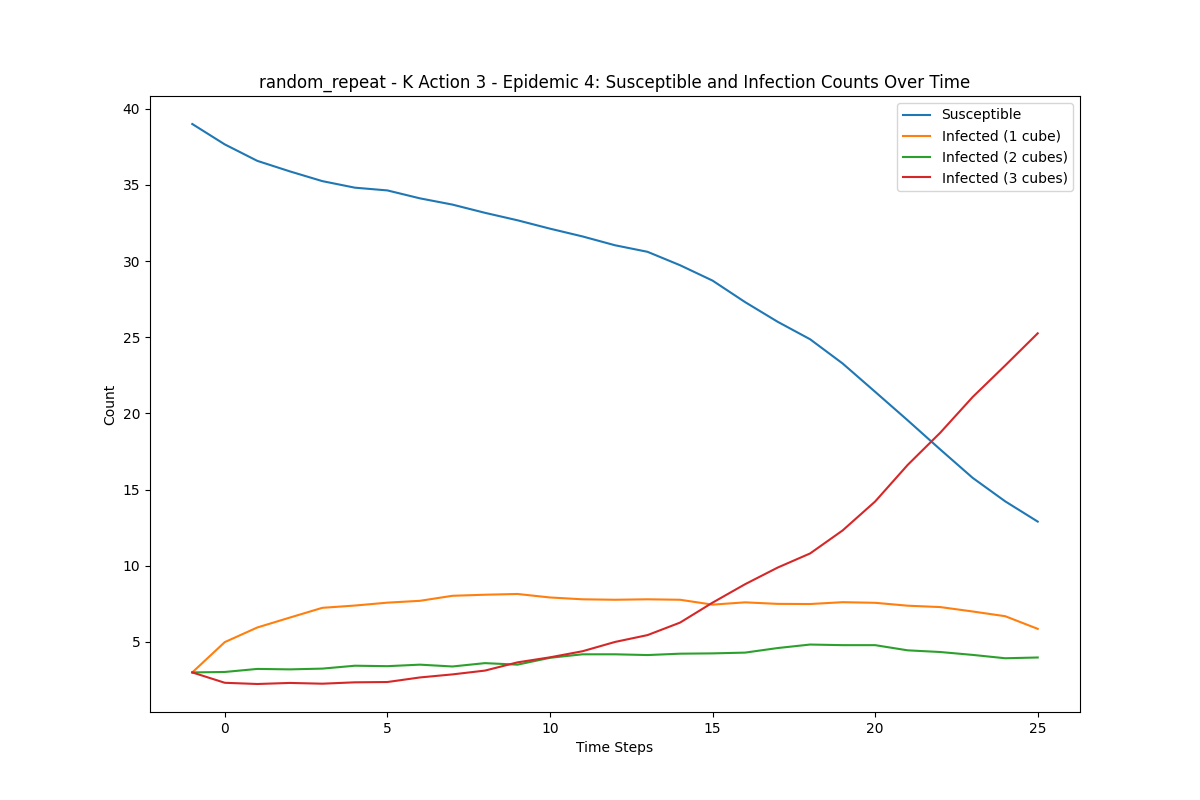 random_repeat - K Action 3 - Epidemic 4: Susceptible and Infection Counts Over Time
Susceptible
Infected (1 cube)
Infected (2 cubes)
Infected (3 cubes)
Count
40
35
30
25
20
15
10
5
0 5 10 15 20 25
Time Steps